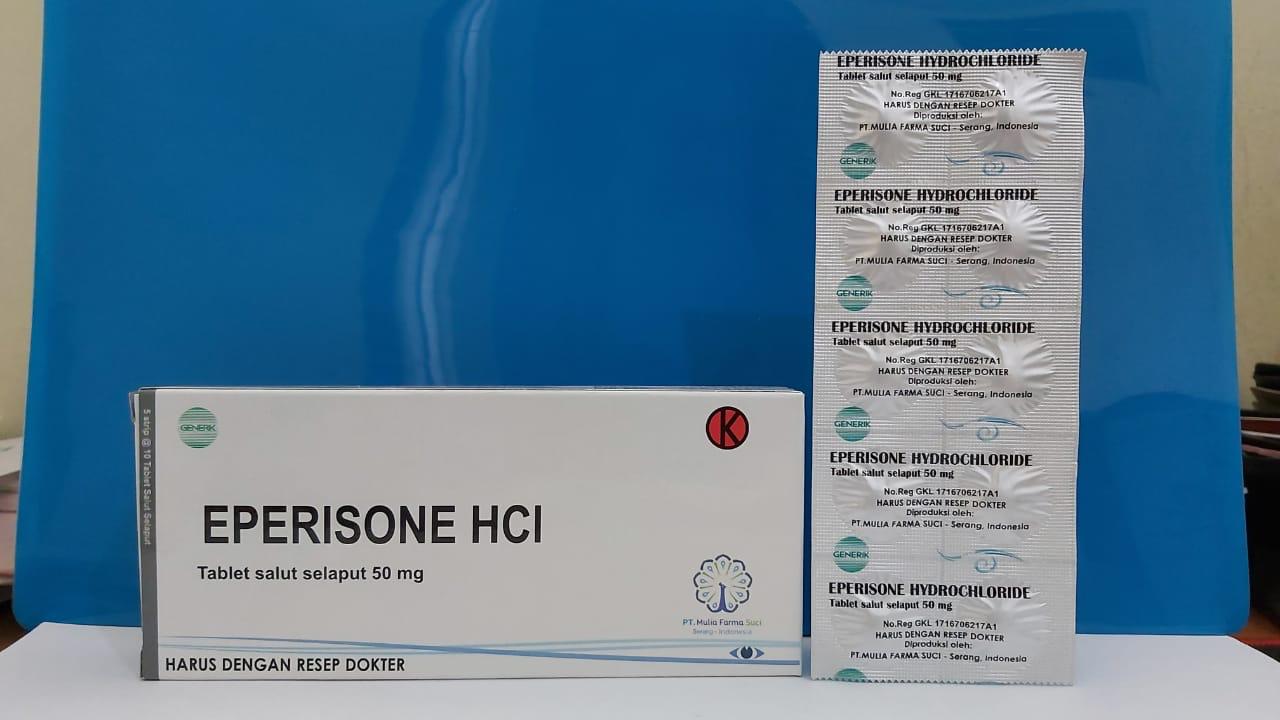 5 strip @ 10 Tablet Salut Selaput
GENERIK
K
EPERISONE HCl
Tablet salut selaput 50 mg
PT. Mulia Farma Suci
Serang - Indonesia
HARUS DENGAN RESEP DOKTER
EPERISONE HYDROCHLORIDE
Tablet salut selaput 50 mg
No.Reg GKL 1716706217A1
HARUS DENGAN RESEP DOKTER
Diproduksi oleh:
PT.MULIA FARMA SUCI - Serang, Indonesia
GENERIK
EPERISONE HYDROCHLORIDE
Tablet salut selaput 50 mg
No.Reg GKL 1716706217A1
HARUS DENGAN RESEP DOKTER
Diproduksi oleh:
PT.MULIA FARMA SUCI - Serang, Indonesia
GENERIK
EPERISONE HYDROCHLORIDE
Tablet salut selaput 50 mg
No.Reg GKL 1716706217A1
HARUS DENGAN RESEP DOKTER
Diproduksi oleh:
PT.MULIA FARMA SUCI - Serang, Indonesia
GENERIK
EPERISONE HYDROCHLORIDE
Tablet salut selaput 50 mg
No.Reg GKL 1716706217A1
HARUS DENGAN RESEP DOKTER
Diproduksi oleh:
PT.MULIA FARMA SUCI - Serang, Indonesia
GENERIK
EPERISONE HYDROCHLORIDE
Tablet salut selaput 50 mg
No.Reg GKL 1716706217A1
HARUS DENGAN RESEP DOKTER
Diproduksi oleh:
PT.MULIA FARMA SUCI - Serang, Indonesia